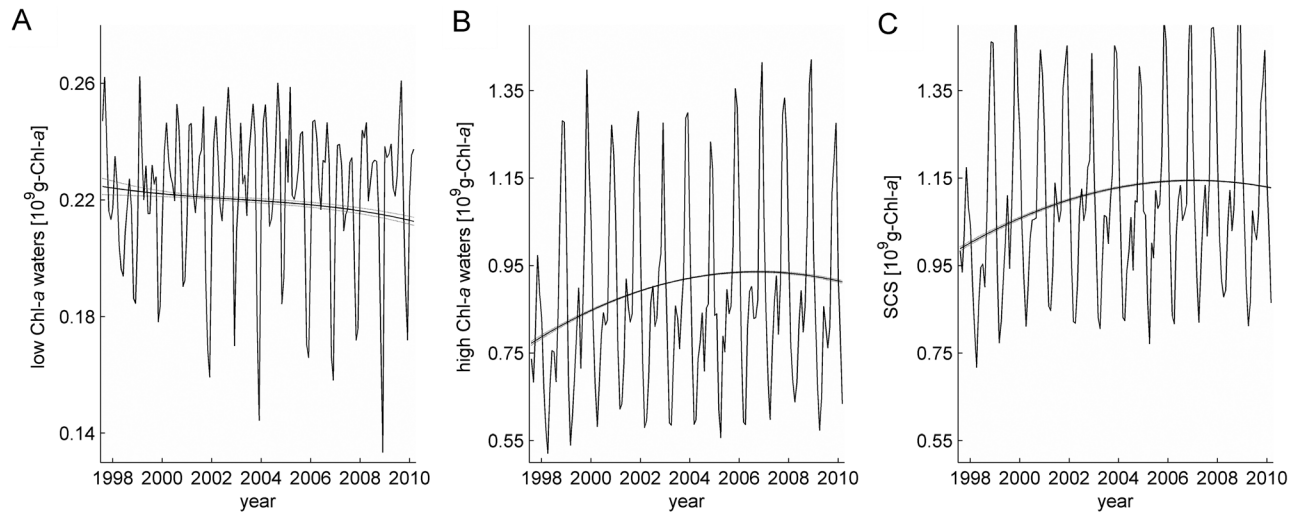 A
low Chl-a waters [10⁹g-Chl-a]
0.26
0.22
0.18
0.14
1998 2000 2002 2004 2006 2008 2010
year
B
high Chl-a waters [10⁹g-Chl-a]
1.35
1.15
0.95
0.75
0.55
1998 2000 2002 2004 2006 2008 2010
year
C
SCS [10⁹g-Chl-a]
1.35
1.15
0.95
0.75
0.55
1998 2000 2002 2004 2006 2008 2010
year